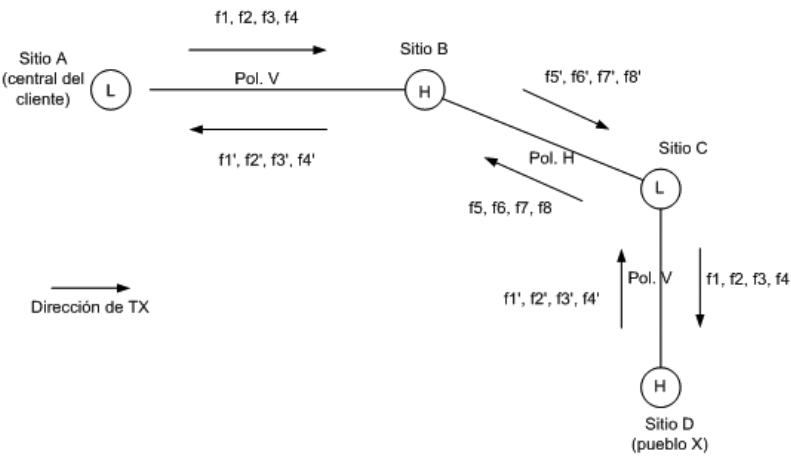 f1, f2, f3, f4
Sitio A
(central del
cliente)
L
Pol. V
Sitio B
H
f1', f2', f3', f4'
f5', f6', f7', f8'
Pol. H
Sitio C
L
f5, f6, f7, f8
Dirección de TX
Pol. V
f1, f2, f3, f4
f1', f2', f3', f4'
H
Sitio D
(pueblo X)